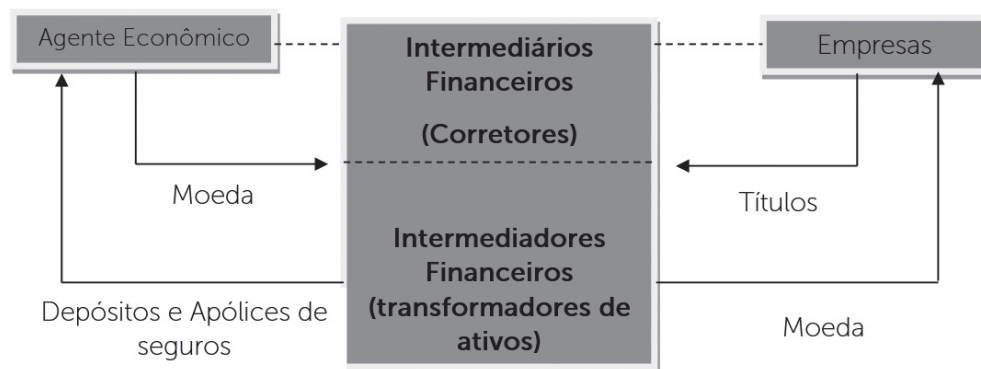 Agente Econômico
Intermediários
Financeiros
(Corretores)
Empresas
Moeda
Títulos
Intermediadores
Financeiros
(transformadores de
ativos)
Depósitos e Apólices de
seguros
Moeda